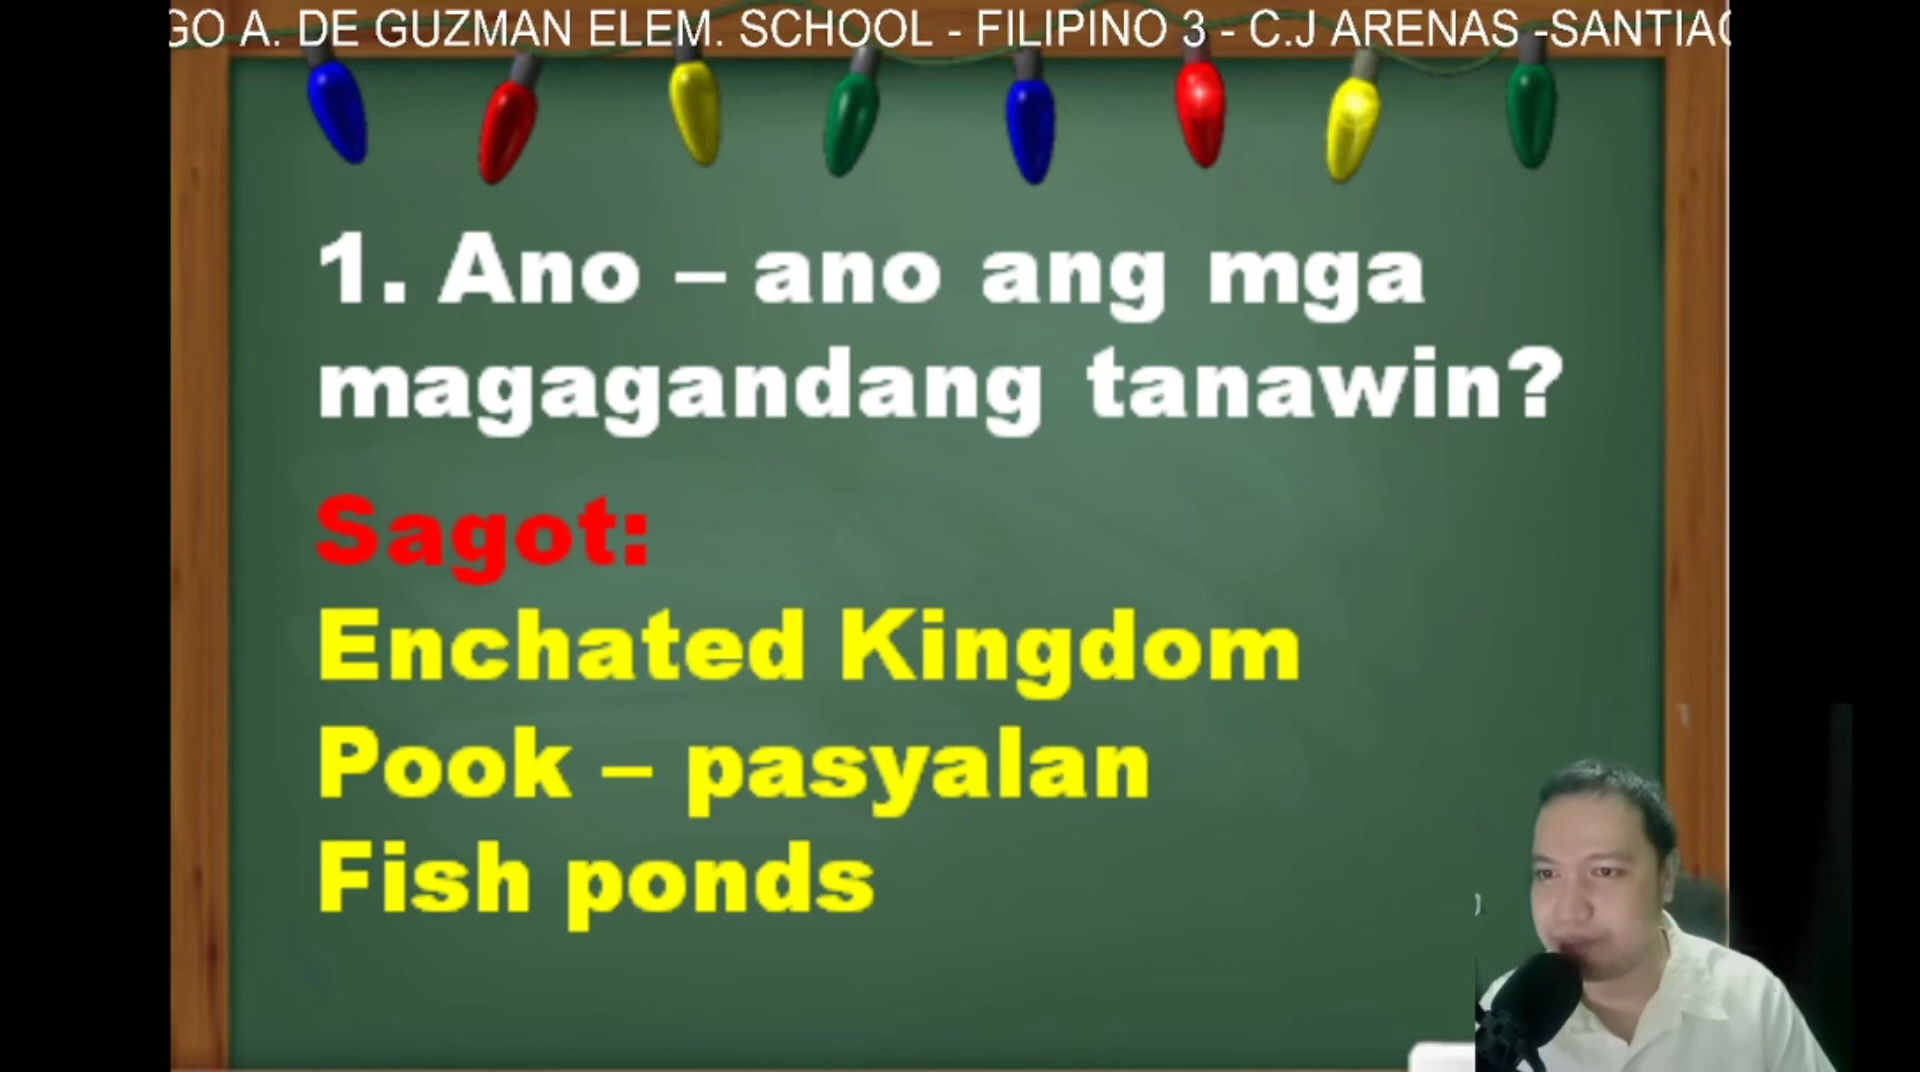 GO A. DE GUZMAN ELEM. SCHOOL - FILIPINO 3 - C.J ARENAS -SANTIAG
1. Ano – ano ang mga
magagandang tanawin?
Sagot:
Enchated Kingdom
Pook – pasyalan
Fish ponds